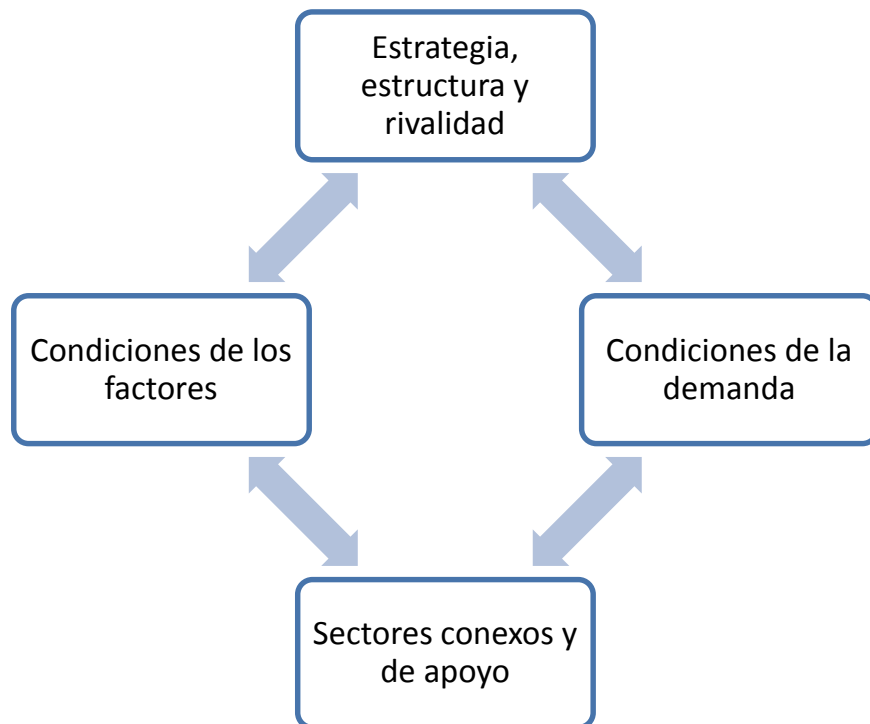 Estrategia,
estructura y
rivalidad
Condiciones de los
factores
Condiciones de la
demanda
Sectores conexos y
de apoyo